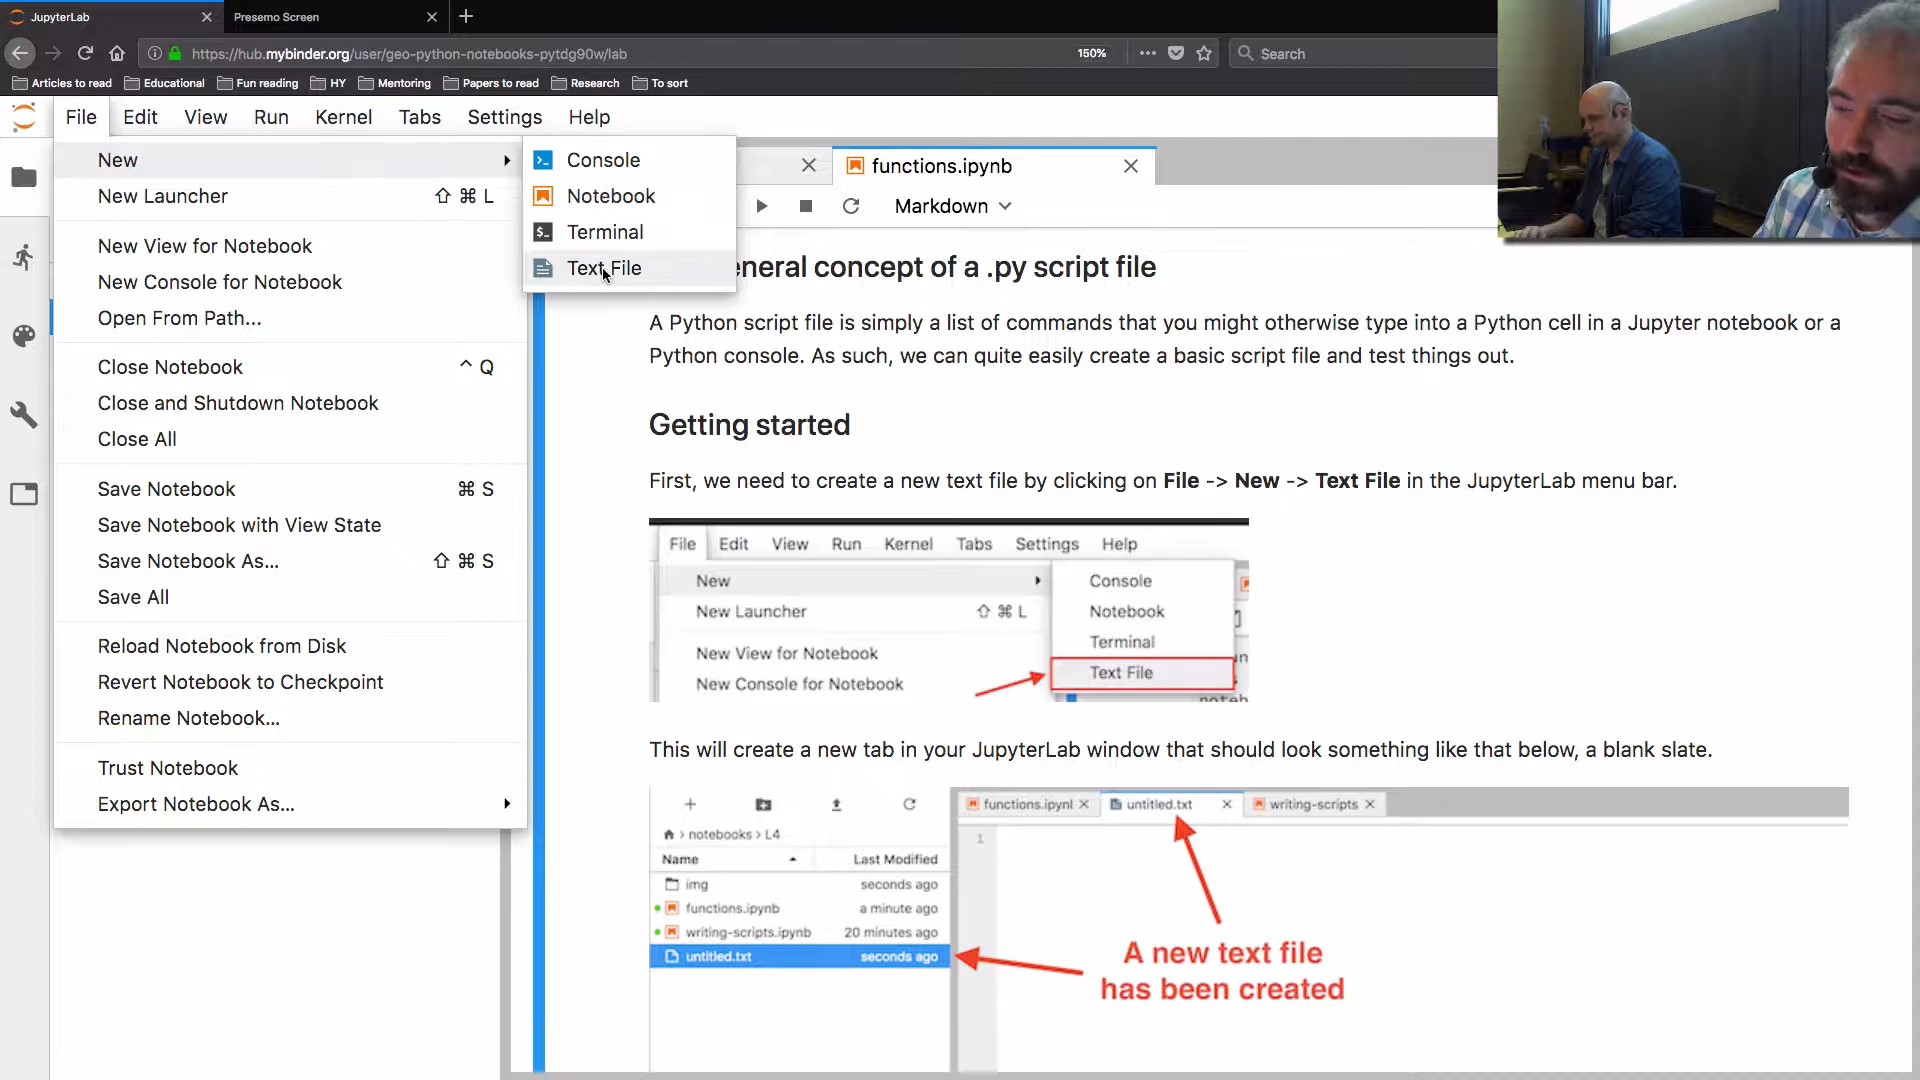 JupyterLab
Presemo Screen
https://hub.mybinder.org/user/geo-python-notebooks-pytdg90w/lab
150%
Search
Articles to read
Educational
Fun reading
HY
Mentoring
Papers to read
Research
To sort
File Edit View Run Kernel Tabs Settings Help
New
New Launcher ⇧ ⌘ L
New View for Notebook
New Console for Notebook
Open From Path...
Close Notebook ^ Q
Close and Shutdown Notebook
Close All
Save Notebook ⌘ S
Save Notebook with View State
Save Notebook As... ⇧ ⌘ S
Save All
Reload Notebook from Disk
Revert Notebook to Checkpoint
Rename Notebook...
Trust Notebook
Export Notebook As...
Console
Notebook
Terminal
Text File
functions.ipynb
Markdown
eneral concept of a .py script file
A Python script file is simply a list of commands that you might otherwise type into a Python cell in a Jupyter notebook or a
Python console. As such, we can quite easily create a basic script file and test things out.
Getting started
First, we need to create a new text file by clicking on File -> New -> Text File in the JupyterLab menu bar.
File Edit View Run Kernel Tabs Settings Help
New
New Launcher ⇧ ⌘ L
New View for Notebook
New Console for Notebook
Console
Notebook
Terminal
Text File
This will create a new tab in your JupyterLab window that should look something like that below, a blank slate.
notebooks > L4
Name Last Modified
img seconds ago
functions.ipynb a minute ago
writing-scripts.ipynb 20 minutes ago
untitled.txt seconds ago
functions.ipynl
untitled.txt
writing-scripts
1
A new text file
has been created